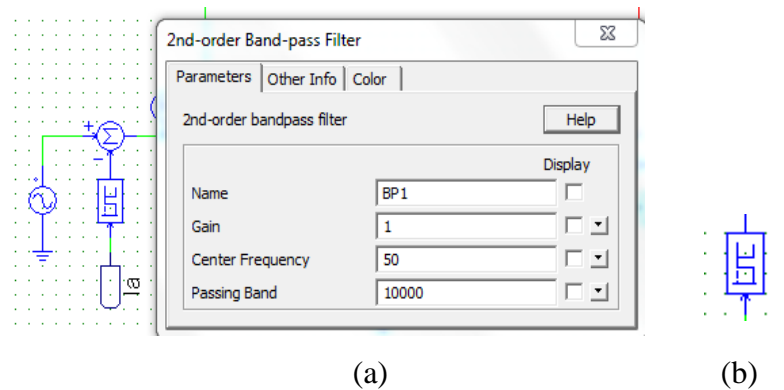 2nd-order Band-pass Filter
Parameters Other Info Color
2nd-order bandpass filter Help
Display
Name BP1
Gain 1
Center Frequency 50
Passing Band 10000
+
Σ
−
Ia
(a) (b)